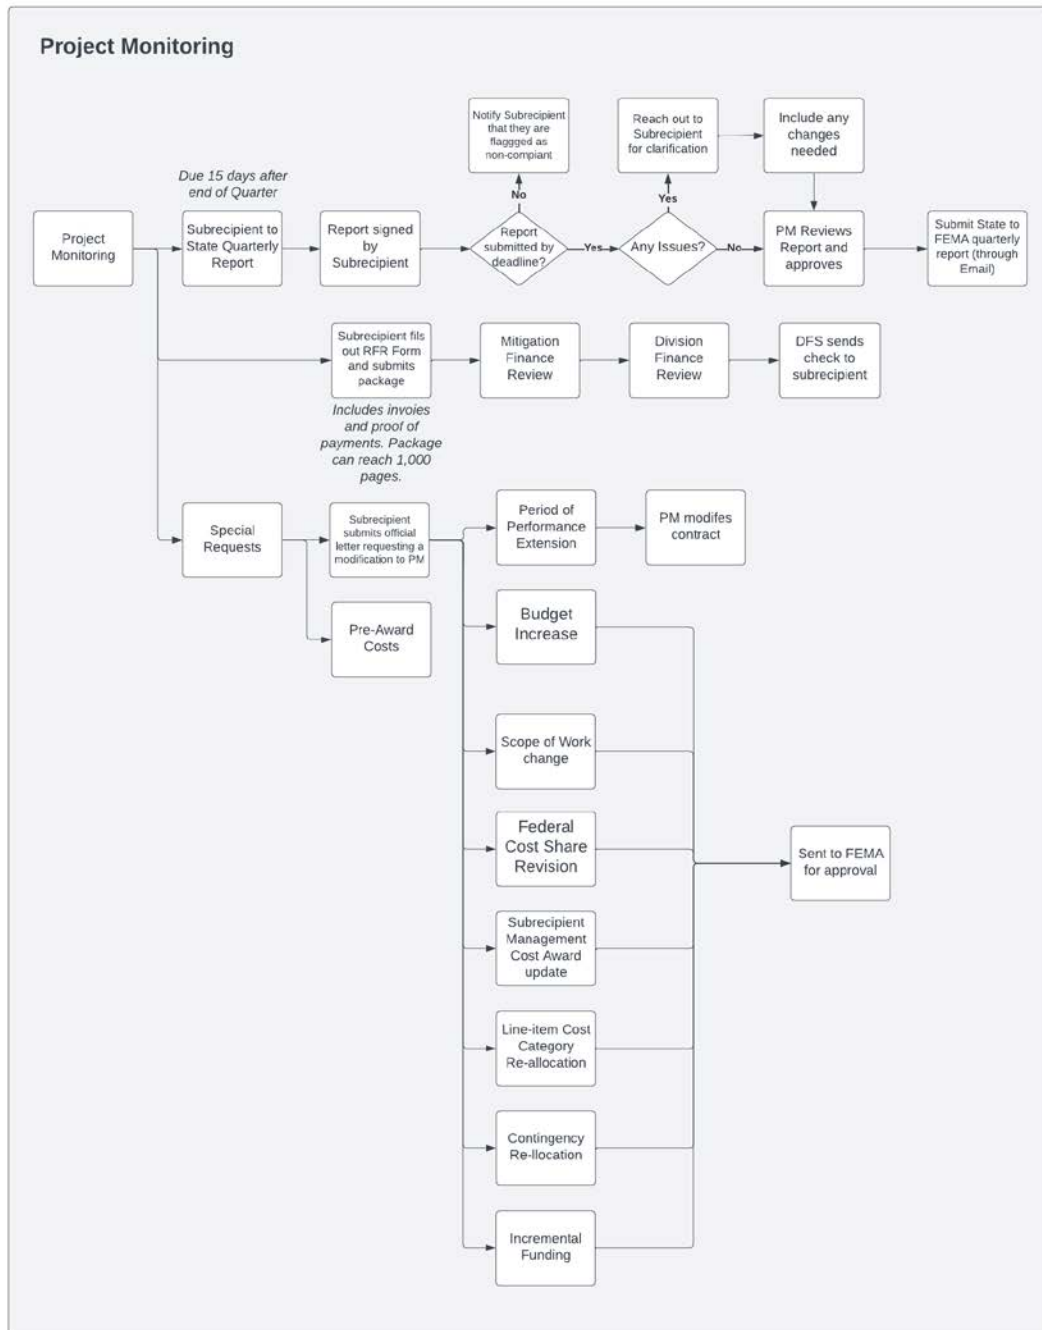 Project Monitoring
Notify Subrecipient
that they are
flaggged as
non-compiant
Reach out to
Subrecipient
for clarification
Include any
changes
needed
Due 15 days after
end of Quarter
No
Yes
Project
Monitoring
Subrecipient to
State Quarterly
Report
Report signed
by
Subrecipient
Report
submitted by
deadline?
Yes
Any Issues?
No
PM Reviews
Report and
approves
Submit State to
FEMA quarterly
report (through
Email)
Subrecipient fils
out RFR Form
and submits
package
Mitigation
Finance
Review
Division
Finance
Review
DFS sends
check to
subrecipient
Includes invoies
and proof of
payments. Package
can reach 1,000
pages.
Special
Requests
Subrecipient
submits official
letter requesting a
modification to PM
Period of
Performance
Extension
PM modifes
contract
Pre-Award
Costs
Budget
Increase
Scope of Work
change
Federal
Cost Share
Revision
Sent to FEMA
for approval
Subrecipient
Management
Cost Award
update
Line-item Cost
Category
Re-allocation
Contingency
Re-llocation
Incremental
Funding